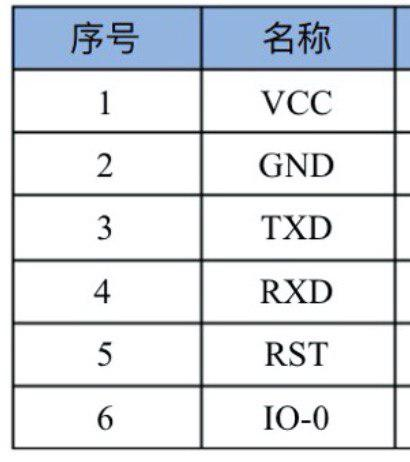 序号 名称
1 VCC
2 GND
3 TXD
4 RXD
5 RST
6 IO-0